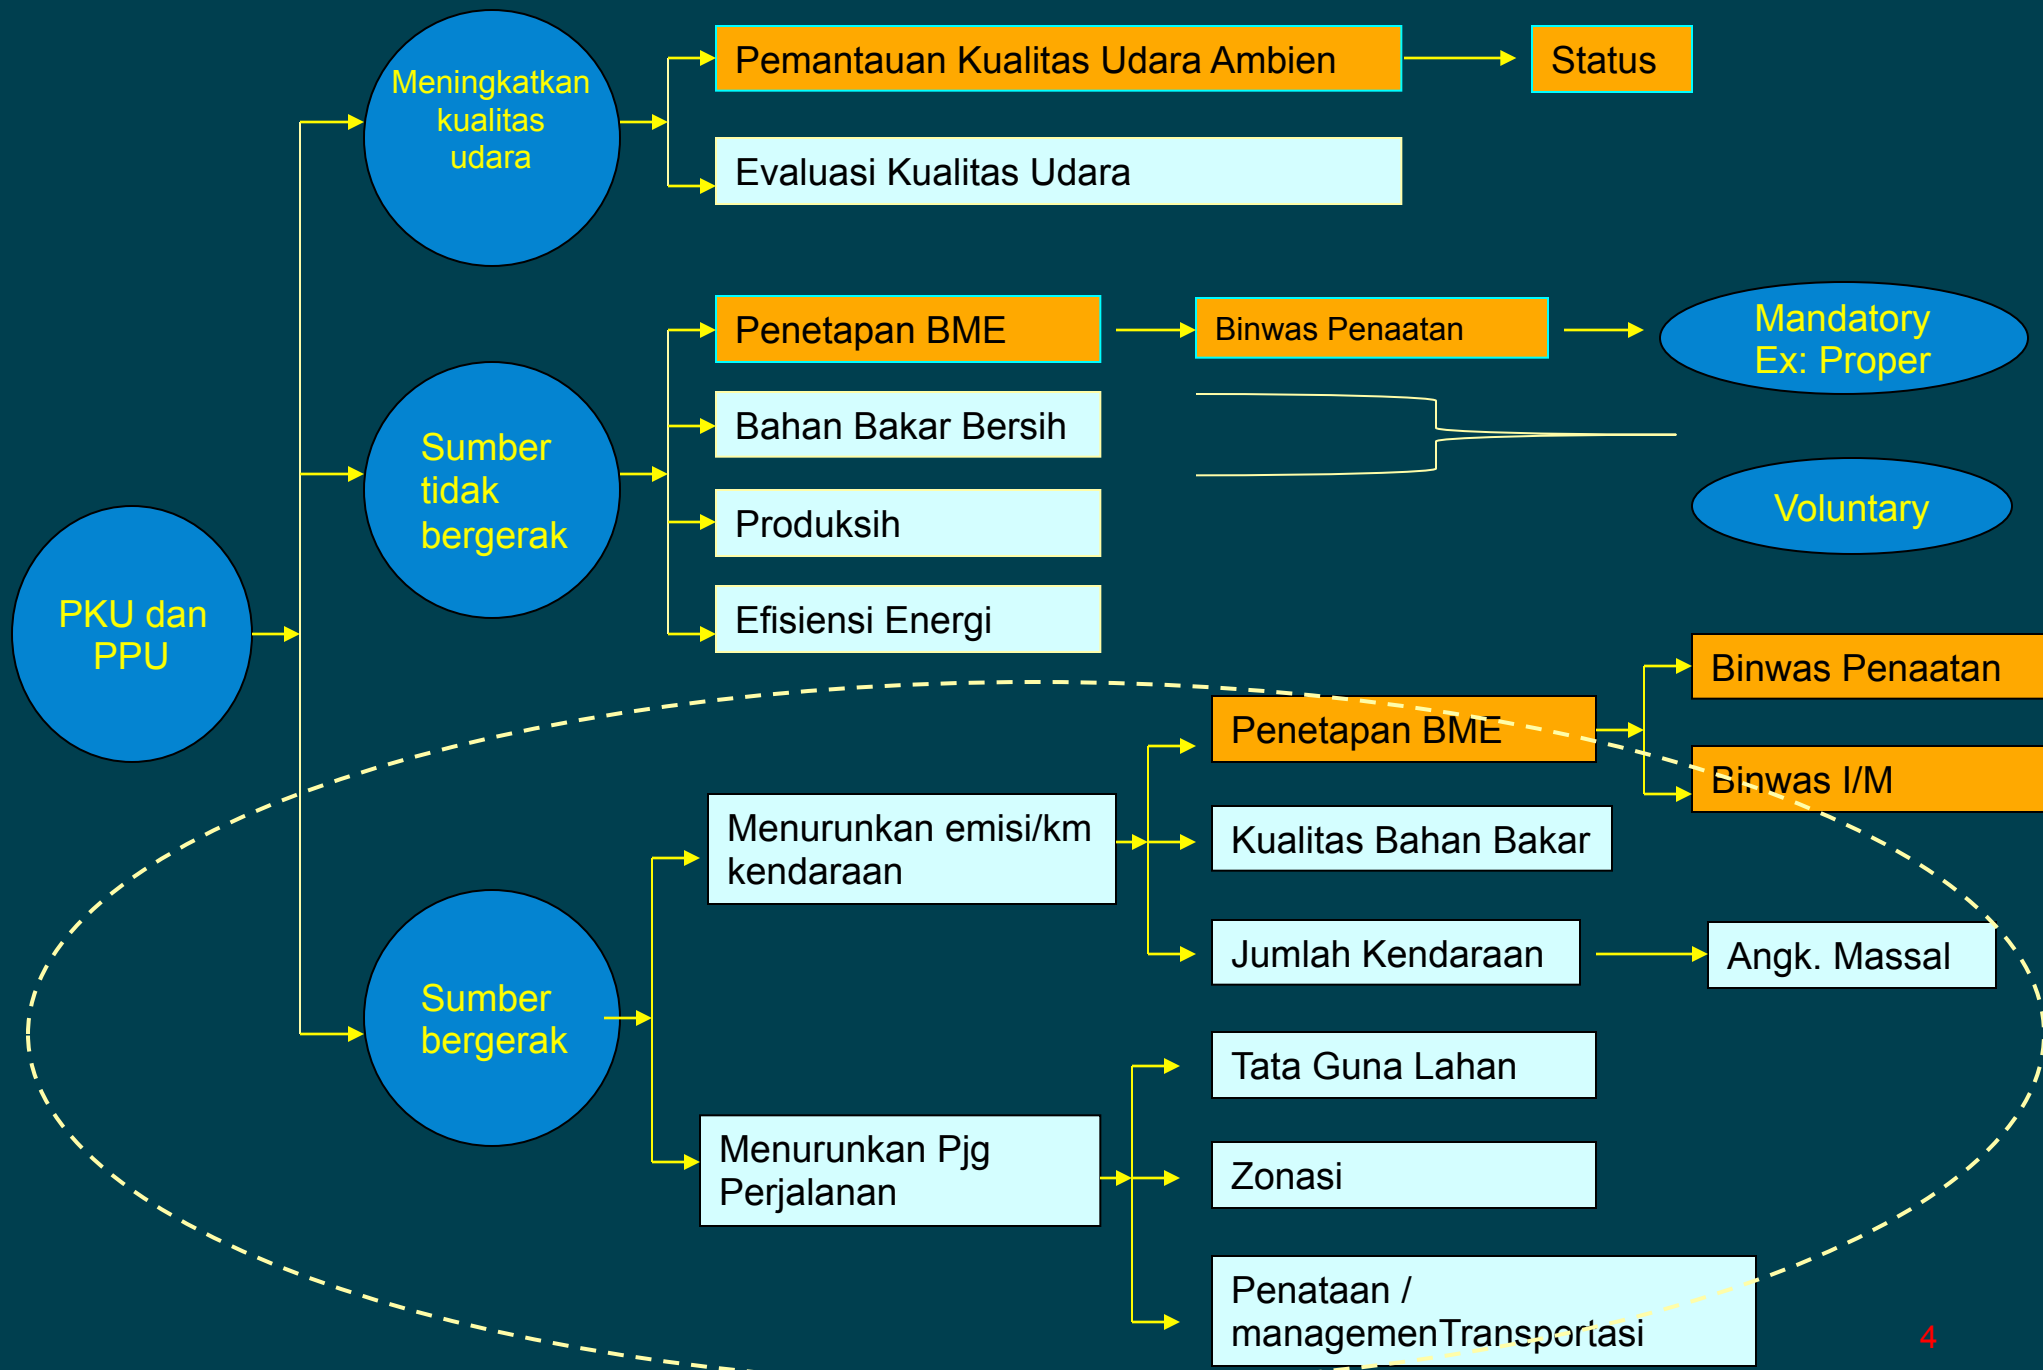 Meningkatkan
kualitas
udara
Pemantauan Kualitas Udara Ambien
Status
Evaluasi Kualitas Udara
Sumber
tidak
bergerak
Penetapan BME
Binwas Penaatan
Mandatory
Ex: Proper
Bahan Bakar Bersih
Produksih
Voluntary
Efisiensi Energi
PKU dan
PPU
Sumber
bergerak
Menurunkan emisi/km
kendaraan
Penetapan BME
Binwas Penaatan
Binwas I/M
Kualitas Bahan Bakar
Jumlah Kendaraan
Angk. Massal
Menurunkan Pjg
Perjalanan
Tata Guna Lahan
Zonasi
Penataan /
managemenTransportasi
4